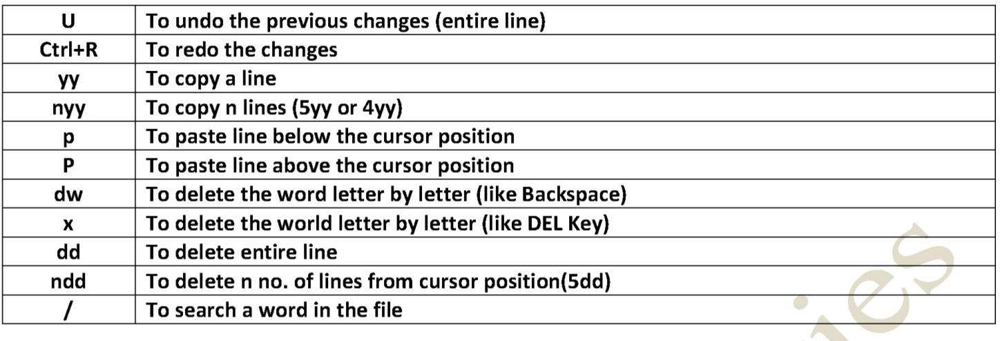 U To undo the previous changes (entire line)
Ctrl+R To redo the changes
yy To copy a line
nyy To copy n lines (5yy or 4yy)
p To paste line below the cursor position
P To paste line above the cursor position
dw To delete the word letter by letter (like Backspace)
x To delete the world letter by letter (like DEL Key)
dd To delete entire line
ndd To delete n no. of lines from cursor position(5dd)
/ To search a word in the file
ies